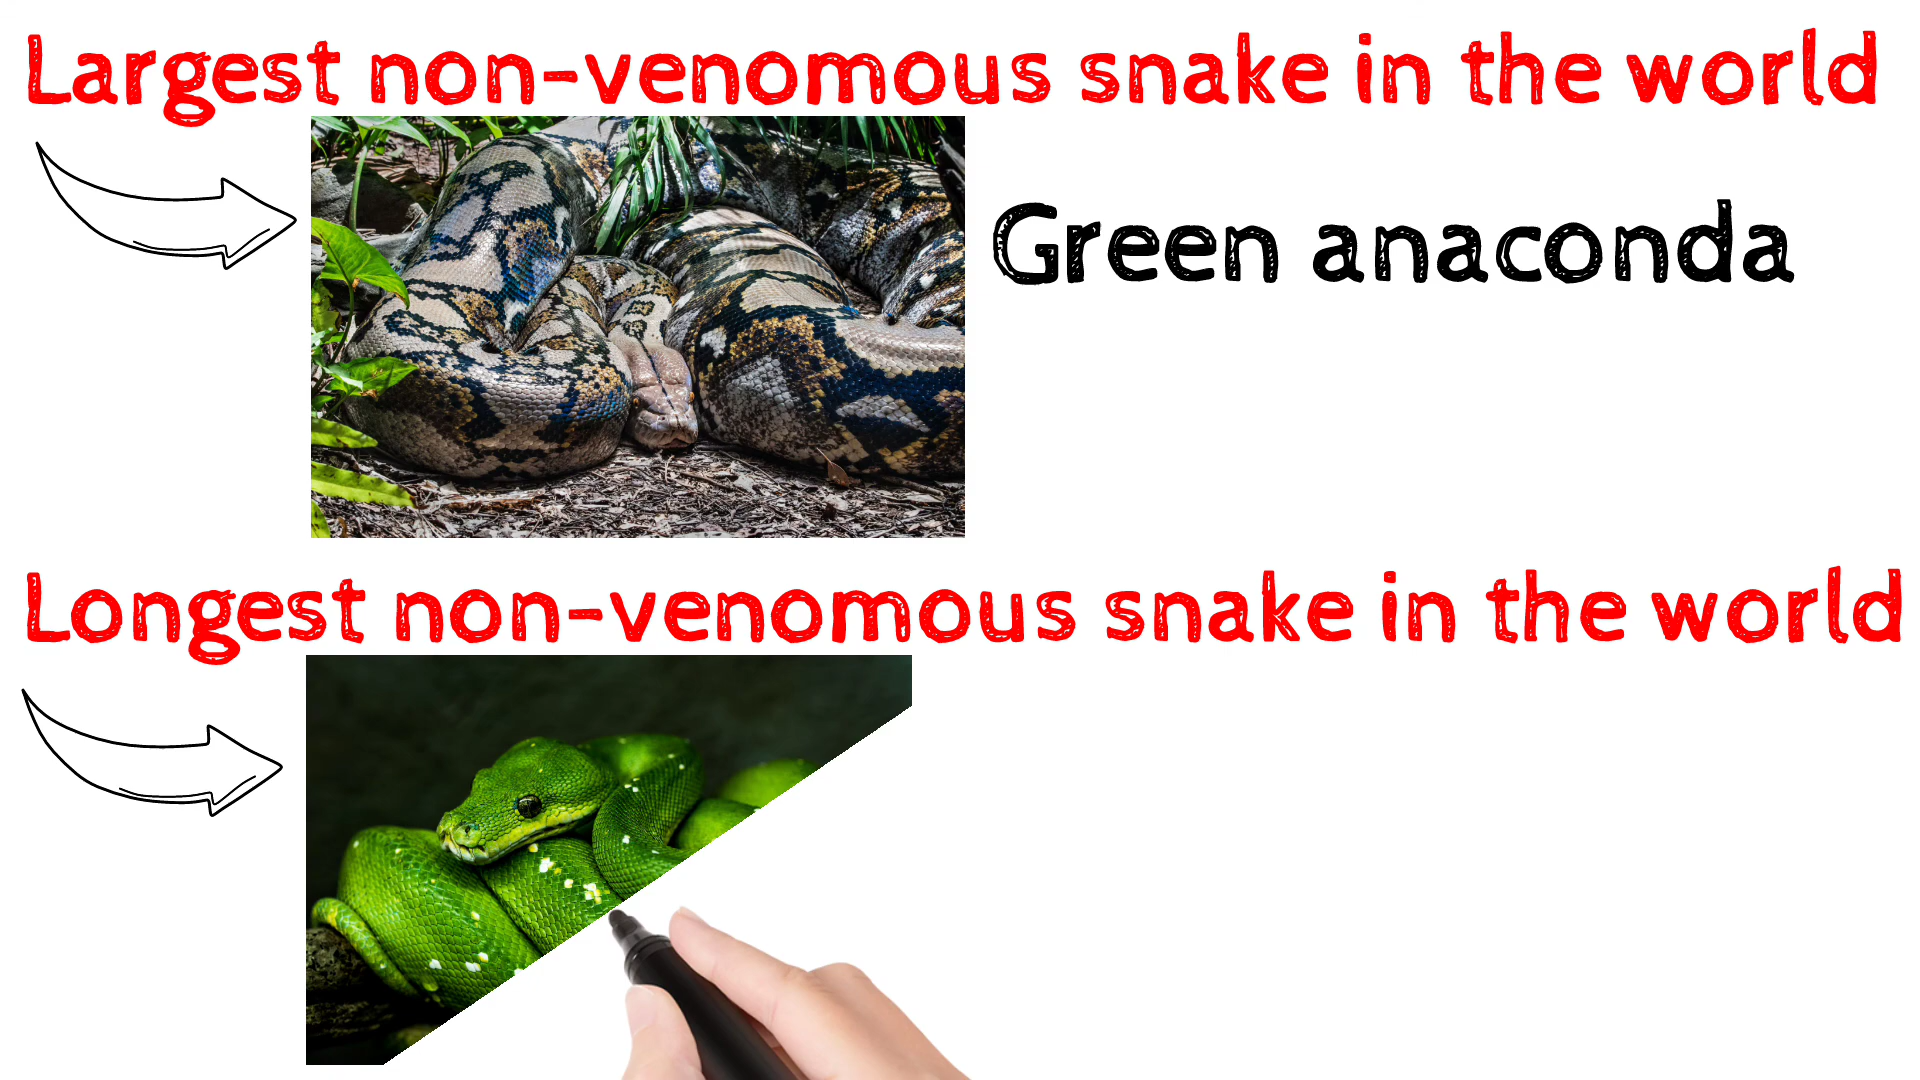 Largest non-venomous snake in the world
Green anaconda
Longest non-venomous snake in the world